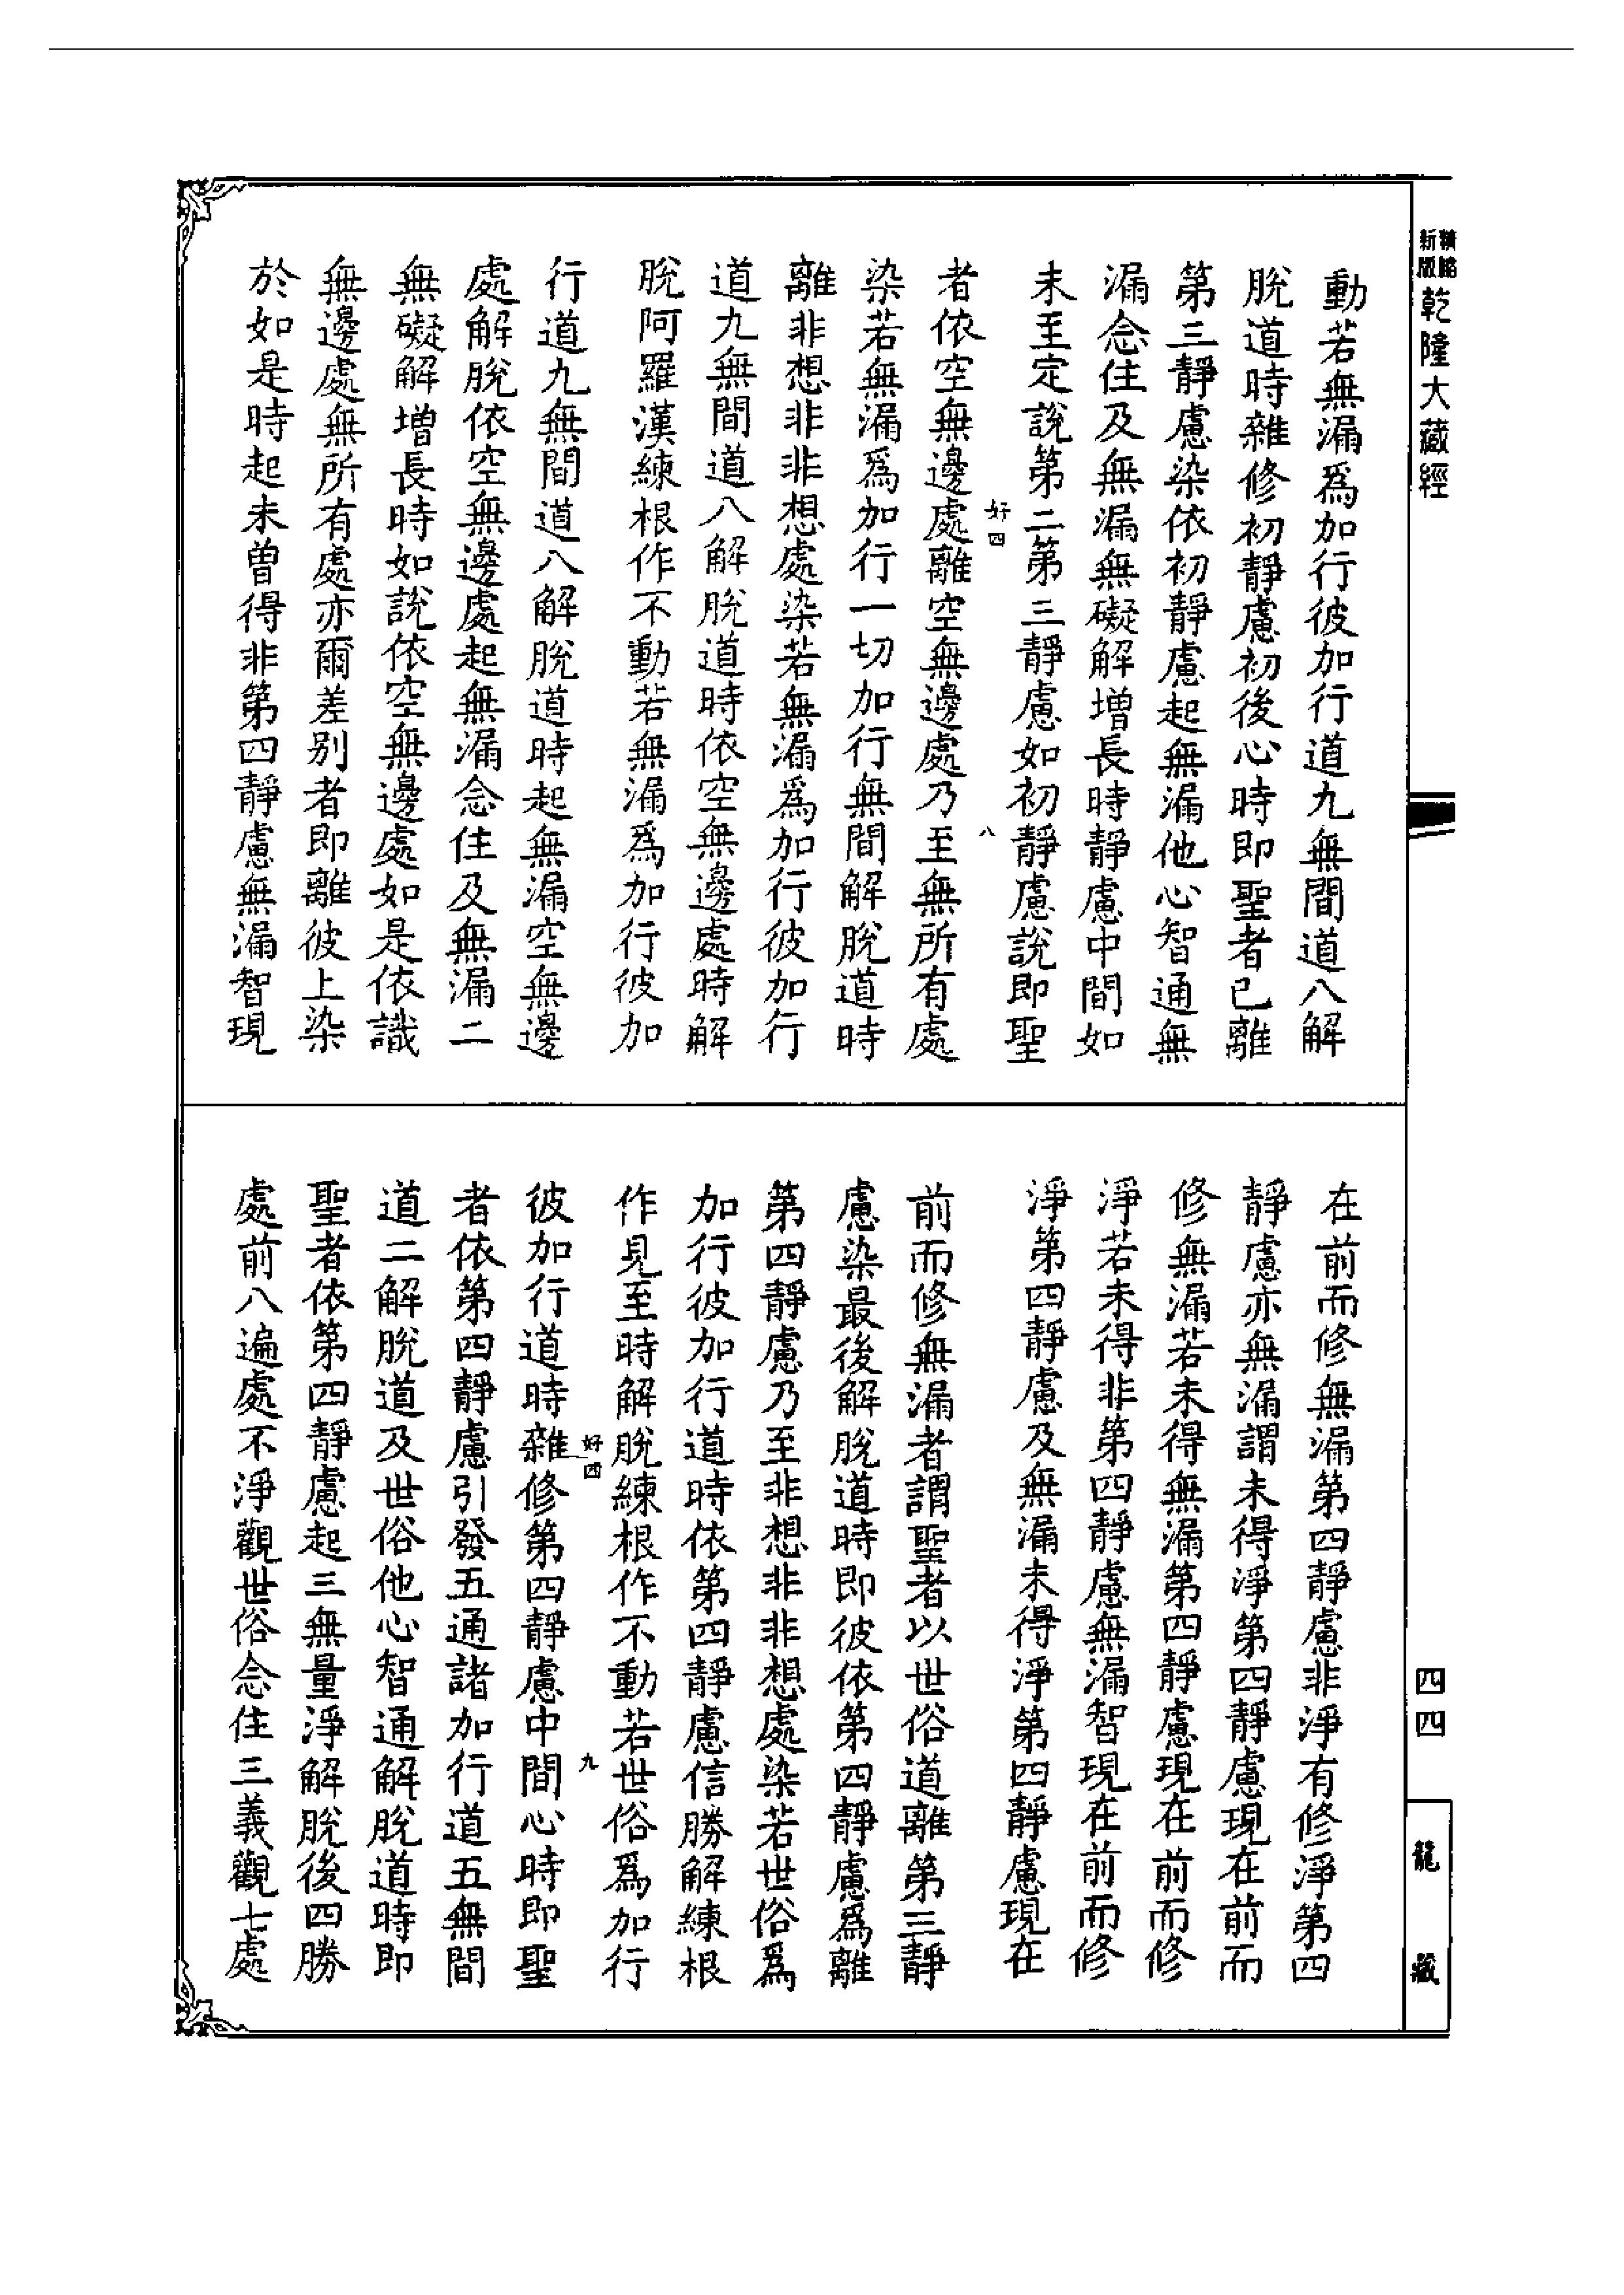 新版 精縮 乾隆大藏經
動若無漏為加行彼加行道九無間道八解
脫道時雜修初靜慮初後心時即聖者已離
第三靜慮染依初靜慮起無漏他心智通無
漏念住及無漏無礙解增長時靜慮中間如
未至定說第二第三靜慮如初靜慮說即聖
好四
八
者依空無邊處離空無邊處乃至無所有處
染若無漏為加行一切加行無間解脫道時
離非想非非想處染若無漏為加行彼加行
道九無間道八解脫道時依空無邊處時解
脫阿羅漢練根作不動若無漏為加行彼加
行道九無間道八解脫道時起無漏空無邊
處解脫依空無邊處起無漏念住及無漏二
無礙解增長時如說依空無邊處如是依識
無邊處無所有處亦爾差別者即離彼上染
於如是時起未曾得非第四靜慮無漏智現
在前而修無漏第四靜慮非淨有修淨第四
靜慮亦無漏謂未得淨第四靜慮現在前而
修無漏若未得無漏第四靜慮現在前而修
淨若未得非第四靜慮無漏智現在前而修
淨第四靜慮及無漏未得淨第四靜慮現在
前而修無漏者謂聖者以世俗道離第三靜
慮染最後解脫道時即彼依第四靜慮為離
第四靜慮乃至非想非非想處染若世俗為
加行彼加行道時依第四靜慮信勝解練根
作見至時解脫練根作不動若世俗為加行
好四
九
彼加行道時雜修第四靜慮中間心時即聖
者依第四靜慮引發五通諸加行道五無間
道二解脫道及世俗他心智通解脫道時即
聖者依第四靜慮起三無量淨解脫後四勝
處前八遍處不淨觀世俗念住三義觀七處
四四
龍藏